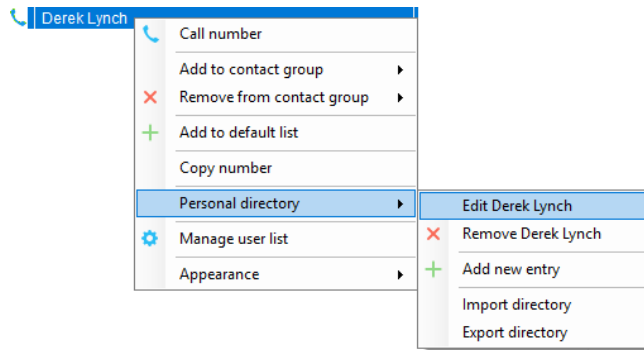 Derek Lynch
Call number
Add to contact group
Remove from contact group
Add to default list
Copy number
Personal directory
Manage user list
Appearance
Edit Derek Lynch
Remove Derek Lynch
Add new entry
Import directory
Export directory